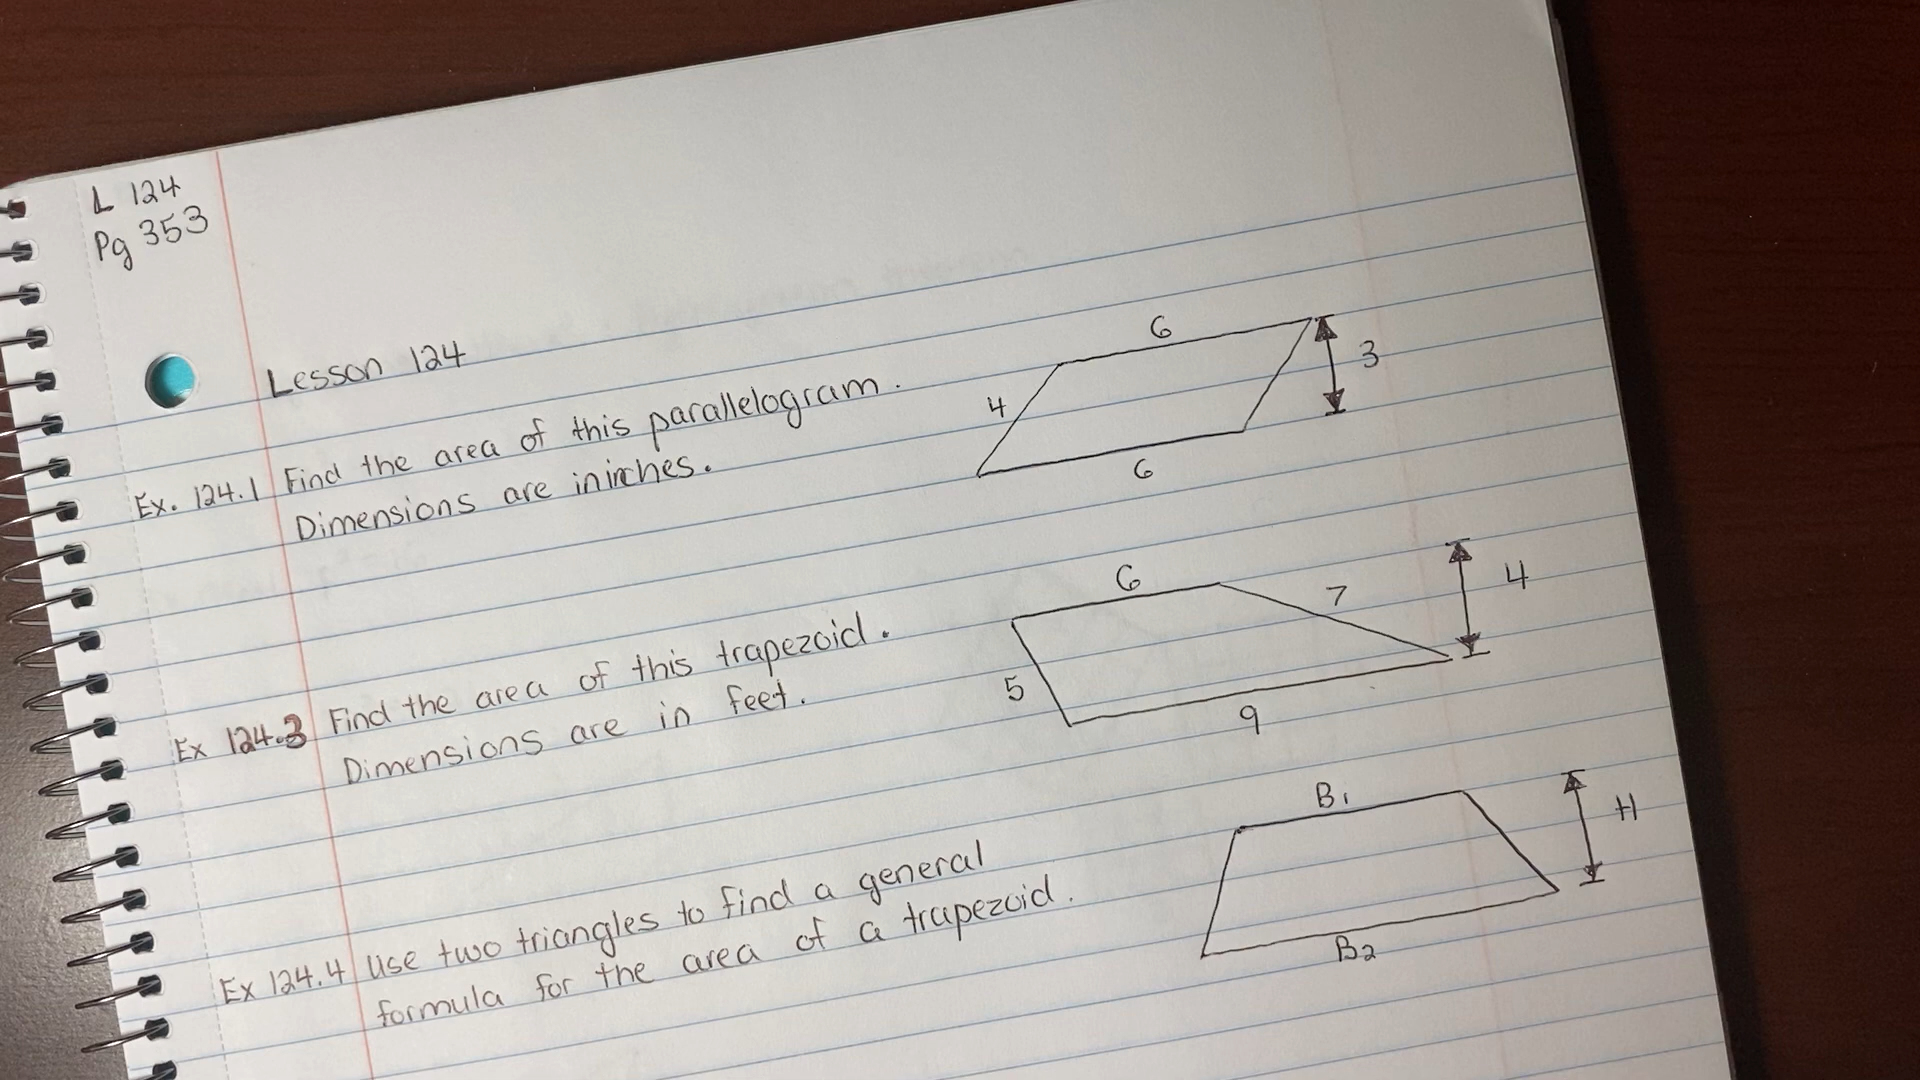 L 124
Pg 353
Lesson 124
Ex. 124.1 Find the area of this parallelogram.
Dimensions are in inches.
6
4
3
6
Ex 124.3 Find the area of this trapezoid.
Dimensions are in feet.
6
7
4
5
9
Ex 124.4 Use two triangles to find a general
formula for the area of a trapezoid.
B1
H
B2